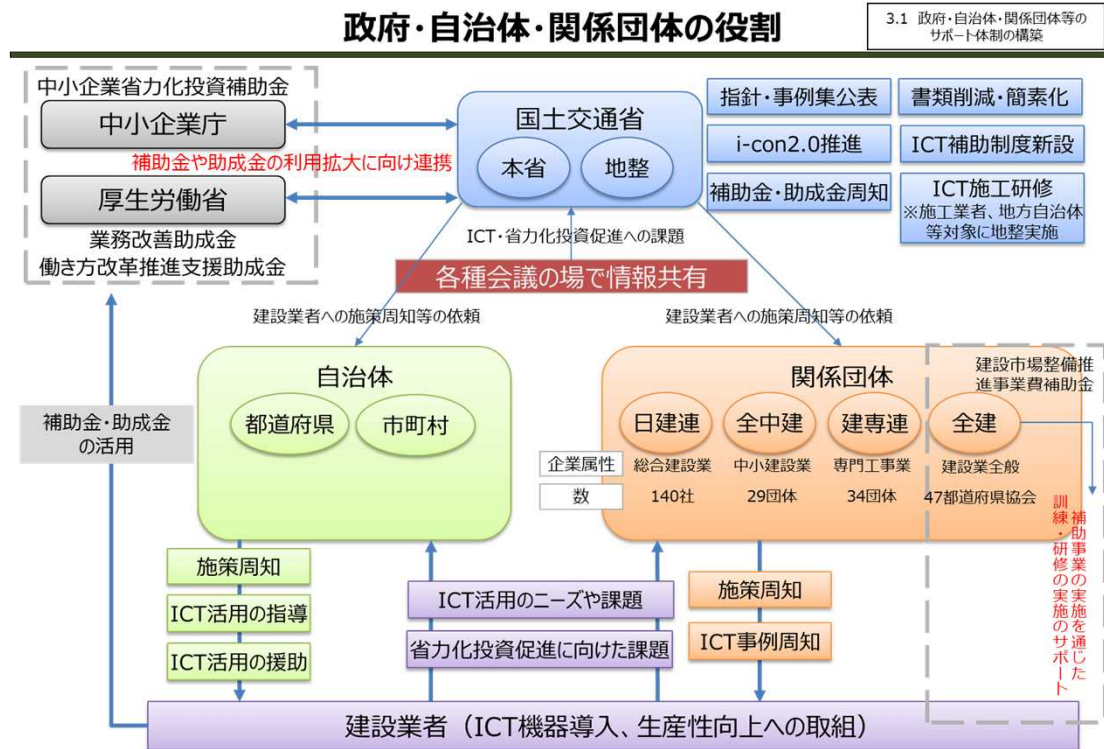 政府・自治体・関係団体の役割
3.1 政府・自治体・関係団体等の
サポート体制の構築
中小企業省力化投資補助金
中小企業庁
補助金や助成金の利用拡大に向け連携
厚生労働省
業務改善助成金
働き方改革推進支援助成金
国土交通省
本省
地整
指針・事例集公表
書類削減・簡素化
i-con2.0推進
ICT補助制度新設
補助金・助成金周知
ICT施工研修
※施工業者、地方自治体
等対象に地整実施
ICT・省力化投資促進への課題
各種会議の場で情報共有
建設業者への施策周知等の依頼
建設業者への施策周知等の依頼
自治体
都道府県
市町村
関係団体
建設市場整備推
進事業費補助金
日建連
全中建
建専連
全建
企業属性
総合建設業
中小建設業
専門工事業
建設業全般
数
140社
29団体
34団体
47都道府県協会
補助金・助成金
の活用
補助事業の実施を通じた
訓練・研修の実施のサポート
施策周知
ICT活用の指導
ICT活用の援助
ICT活用のニーズや課題
省力化投資促進に向けた課題
施策周知
ICT事例周知
建設業者（ICT機器導入、生産性向上への取組）